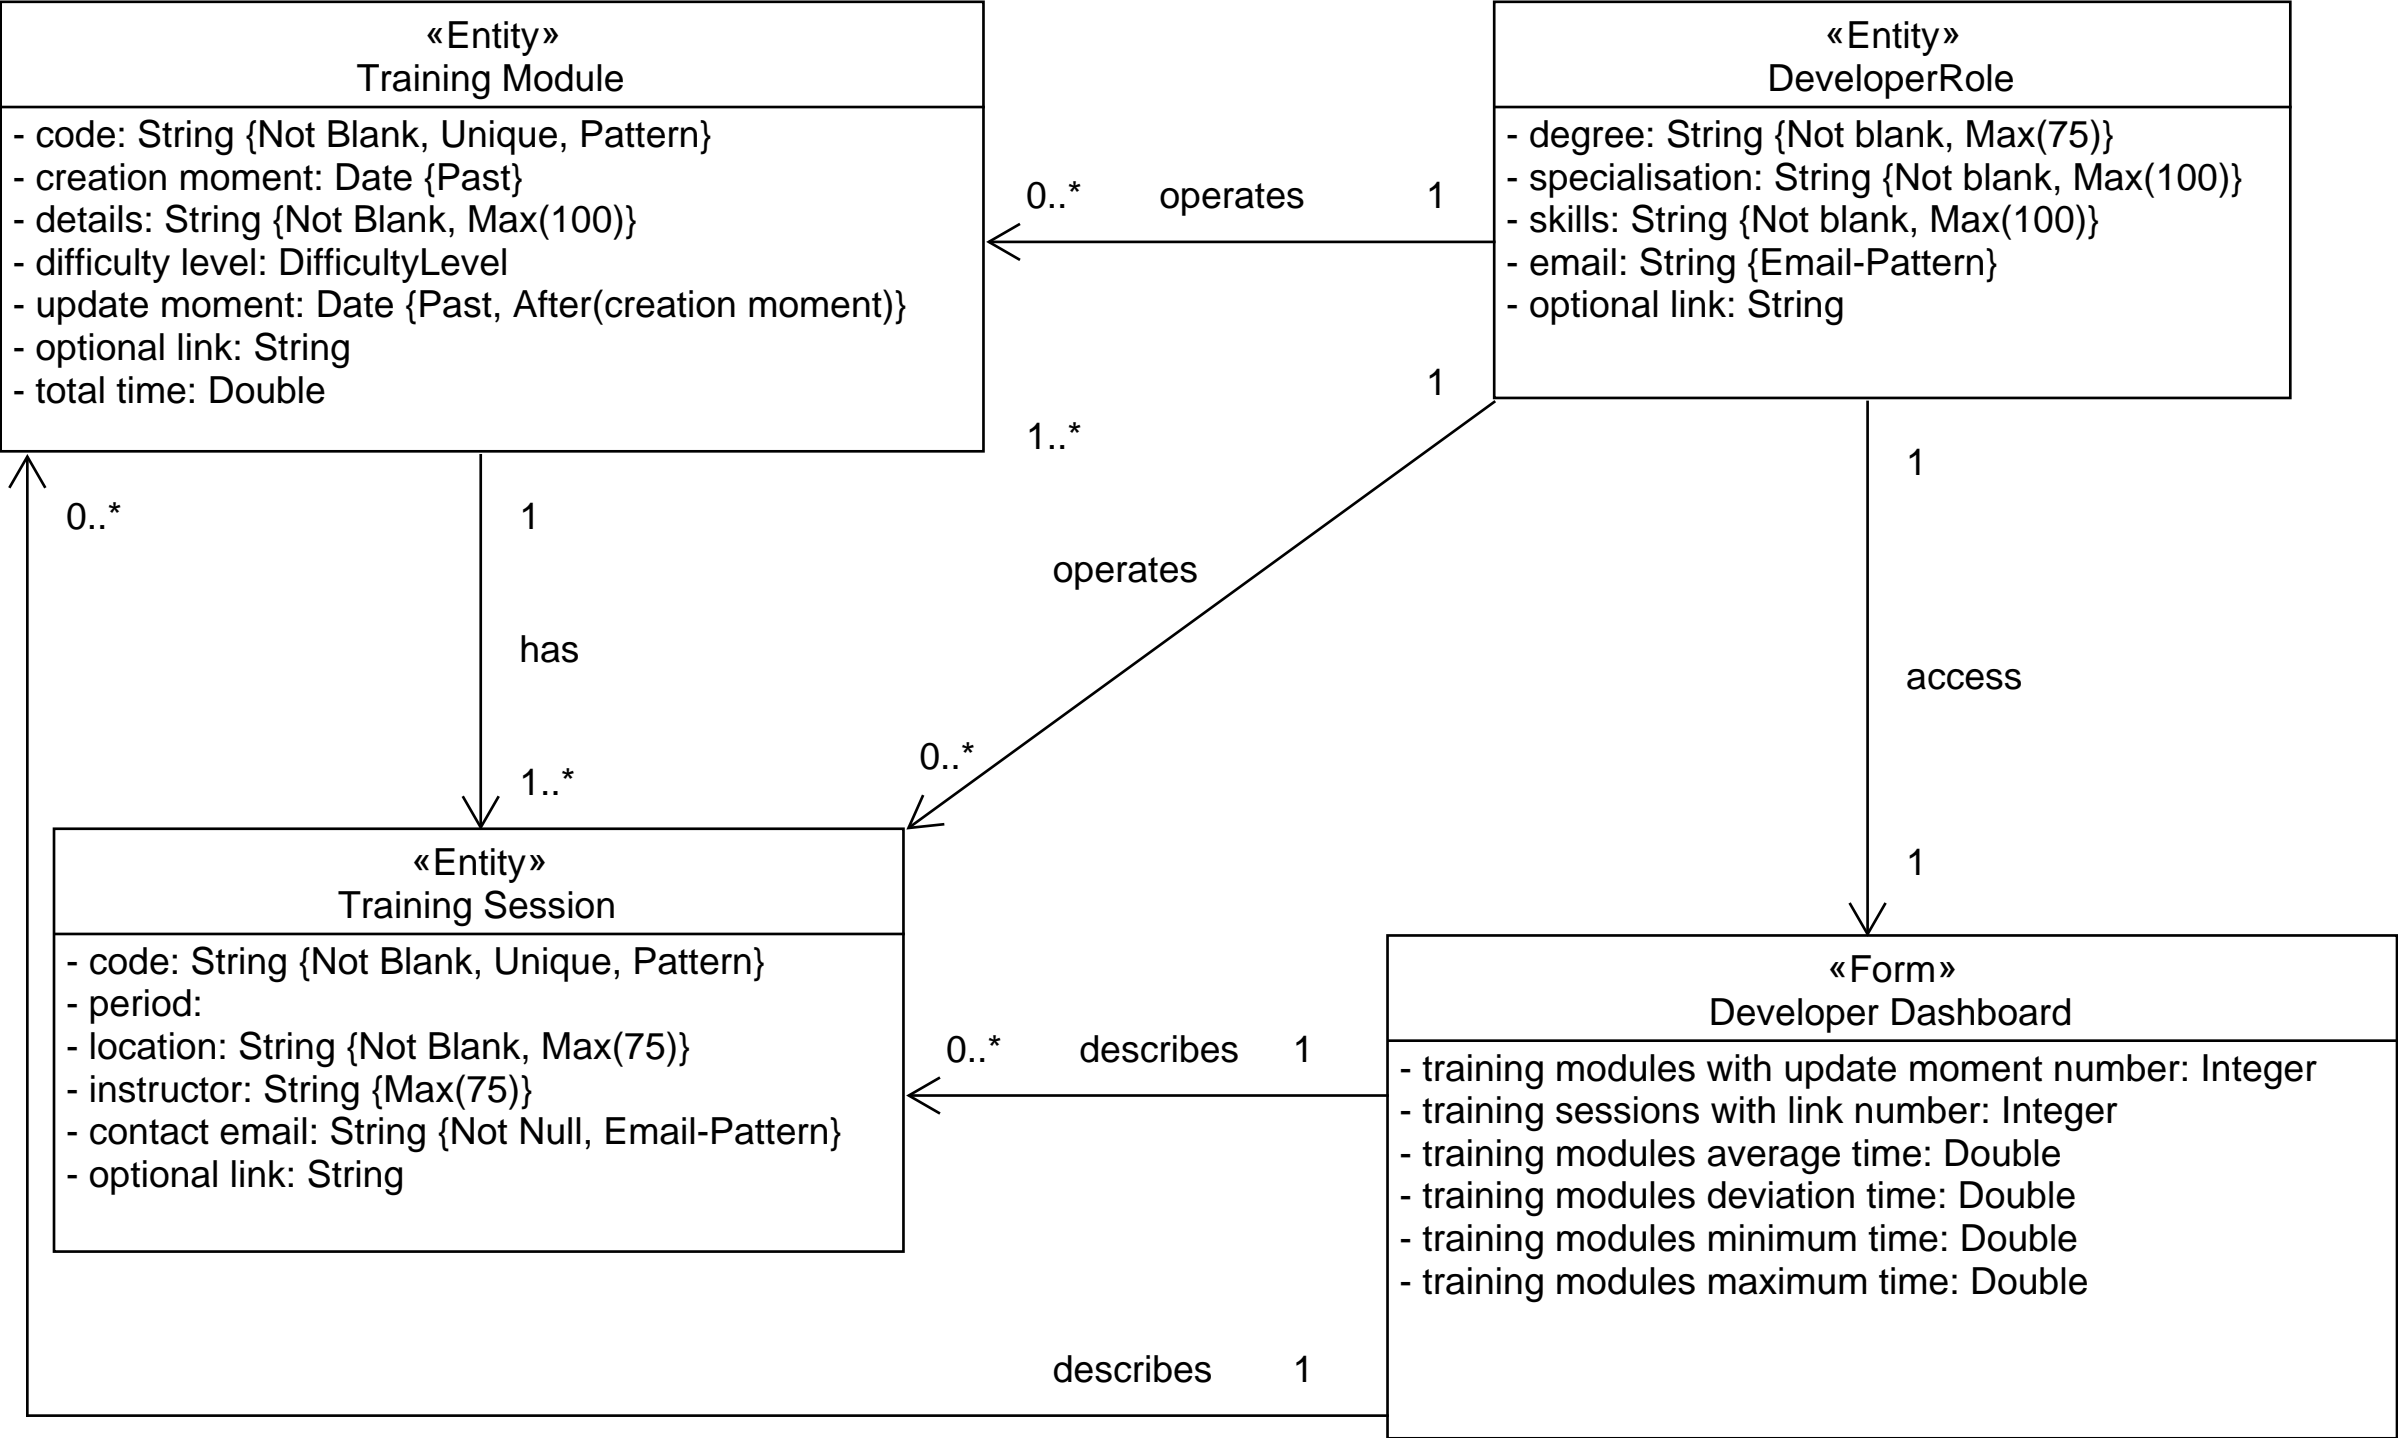 «Entity»
Training Module
- code: String {Not Blank, Unique, Pattern}
- creation moment: Date {Past}
- details: String {Not Blank, Max(100)}
- difficulty level: DifficultyLevel
- update moment: Date {Past, After(creation moment)}
- optional link: String
- total time: Double
«Entity»
DeveloperRole
- degree: String {Not blank, Max(75)}
- specialisation: String {Not blank, Max(100)}
- skills: String {Not blank, Max(100)}
- email: String {Email-Pattern}
- optional link: String
0..* operates 1
1
1..*
1
0..*
1
operates
has
access
0..*
1..*
1
«Entity»
Training Session
- code: String {Not Blank, Unique, Pattern}
- period:
- location: String {Not Blank, Max(75)}
- instructor: String {Max(75)}
- contact email: String {Not Null, Email-Pattern}
- optional link: String
0..* describes 1
«Form»
Developer Dashboard
- training modules with update moment number: Integer
- training sessions with link number: Integer
- training modules average time: Double
- training modules deviation time: Double
- training modules minimum time: Double
- training modules maximum time: Double
describes 1